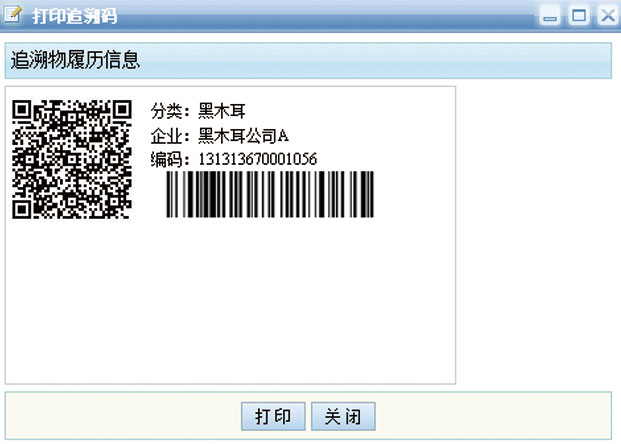 打印追溯码
追溯物履历信息
分类：黑木耳
企业：黑木耳公司A
编码：131313670001056
打印 关闭